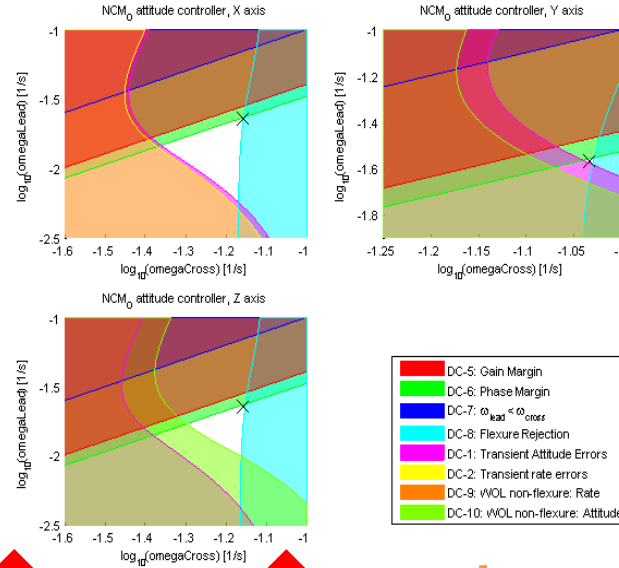 NCM_O attitude controller, X axis
-1
-1.5
-2
-2.5
log10(omegaLead) [1/s]
-1.6 -1.5 -1.4 -1.3 -1.2 -1.1 -1
log10(omegaCross) [1/s]
NCM_O attitude controller, Y axis
-1
-1.2
-1.4
-1.6
-1.8
log10(omegaLead) [1/s]
-1.25 -1.2 -1.15 -1.1 -1.05
log10(omegaCross) [1/s]
NCM_O attitude controller, Z axis
-1
-1.5
-2
-2.5
log10(omegaLead) [1/s]
-1.6 -1.5 -1.4 -1.3 -1.2 -1.1 -1
log10(omegaCross) [1/s]
DC-5: Gain Margin
DC-6: Phase Margin
DC-7: ω_lead < ω_cross
DC-8: Flexure Rejection
DC-1: Transient Attitude Errors
DC-2: Transient rate errors
DC-9: WOL non-flexure: Rate
DC-10: WOL non-flexure: Attitude